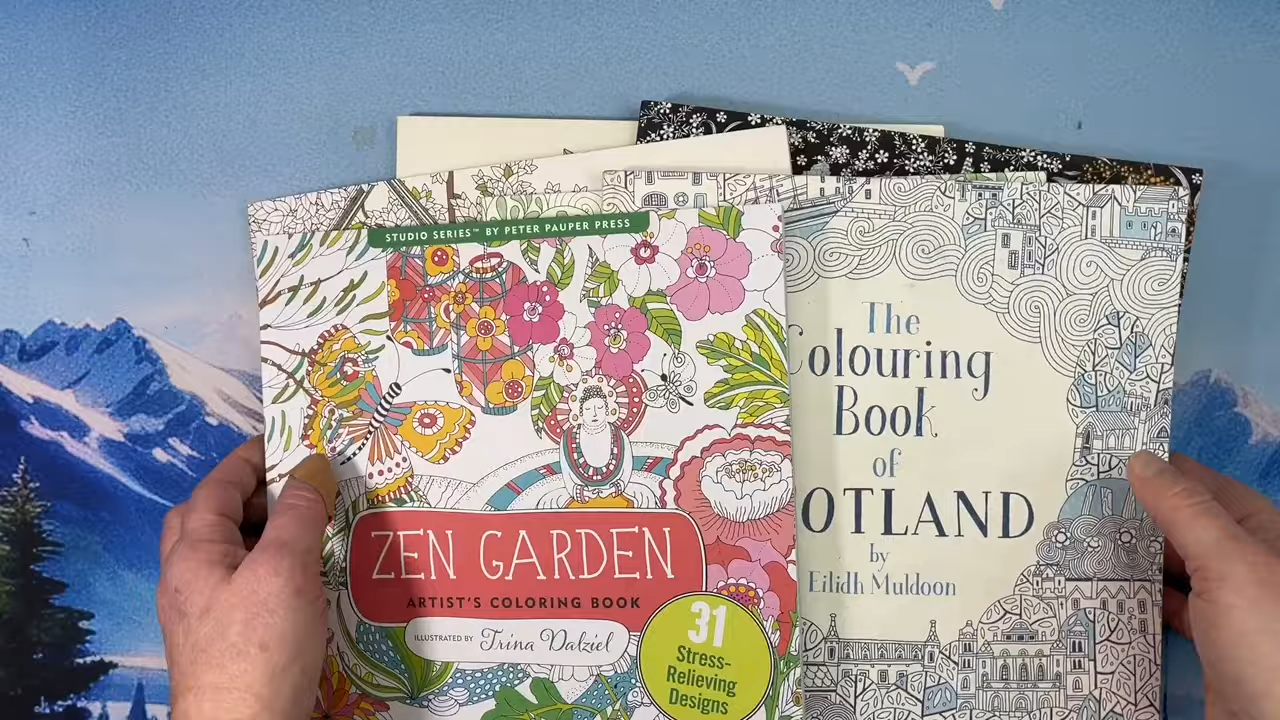 STUDIO SERIES™ BY PETER PAUPER PRESS
ZEN GARDEN
ARTIST'S COLORING BOOK
ILLUSTRATED BY Trina Dalziel
31
Stress-
Relieving
Designs
The
Colouring
Book
of
OTLAND
by
Eilidh Muldoon